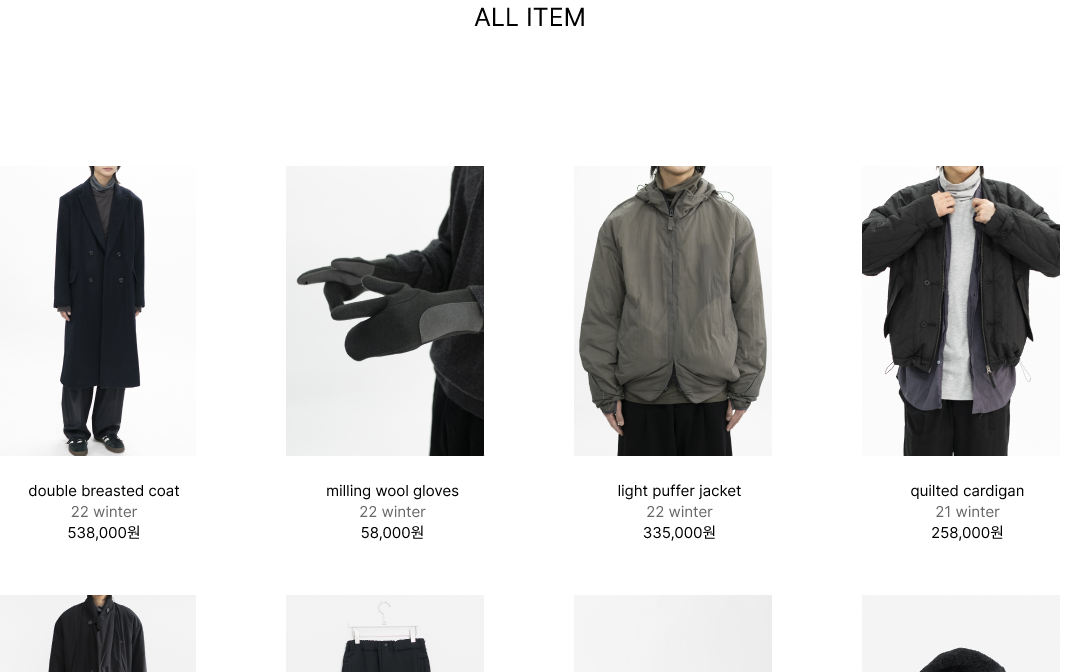 ALL ITEM
double breasted coat
22 winter
538,000원
milling wool gloves
22 winter
58,000원
light puffer jacket
22 winter
335,000원
quilted cardigan
21 winter
258,000원